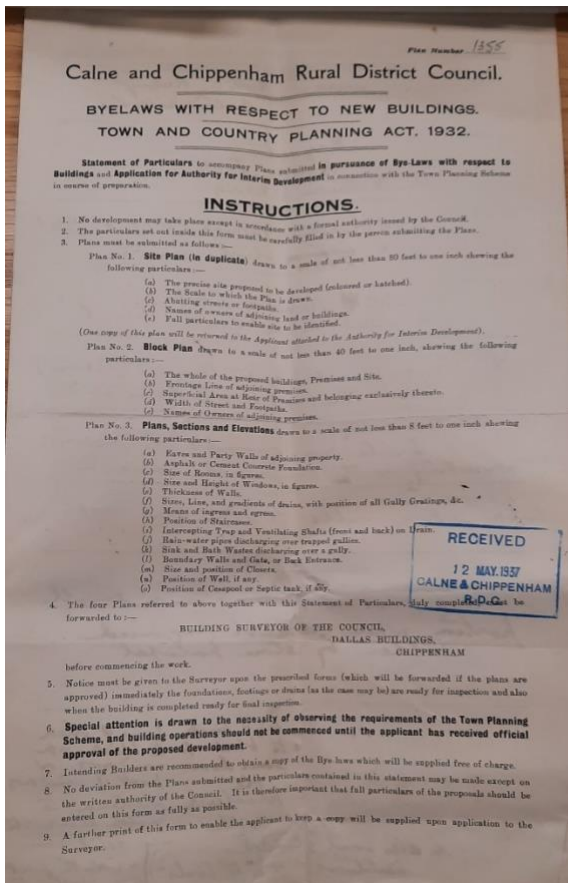 Plan Number 1355
Calne and Chippenham Rural District Council.
BYELAWS WITH RESPECT TO NEW BUILDINGS.
TOWN AND COUNTRY PLANNING ACT, 1932.
Statement of Particulars to accompany Plans submitted in pursuance of Bye-Laws with respect to
Buildings and Application for Authority for Interim Development in connection with the Town Planning Scheme
in course of preparation.
INSTRUCTIONS.
1. No development may take place except in accordance with a formal authority issued by the Council.
2. The particulars set out inside this form must be carefully filled in by the person submitting the Plans.
3. Plans must be submitted as follows :—
Plan No. 1. Site Plan (in duplicate) drawn to a scale of not less than 20 feet to one inch shewing the
following particulars :—
(a) The precise site proposed to be developed (coloured or hatched).
(b) The Scale to which the Plan is drawn.
(c) Abutting streets or footpaths.
(d) Names of owners of adjoining land or buildings.
(e) Full particulars to enable site to be identified.
(One copy of this plan will be returned to the Applicant attached to the Authority for Interim Development).
Plan No. 2. Block Plan drawn to a scale of not less than 40 feet to one inch, shewing the following
particulars :—
(a) The whole of the proposed buildings, Premises and Site.
(b) Frontage Line of adjoining premises.
(c) Superficial Area at Rear of Premises and belonging exclusively thereto.
(d) Width of Street and Footpaths.
(e) Names of Owners of adjoining premises.
Plan No. 3. Plans, Sections and Elevations drawn to a scale of not less than 8 feet to one inch shewing
the following particulars :—
(a) Eaves and Party Walls of adjoining property.
(b) Asphalt or Cement Concrete Foundation.
(c) Size of Rooms, in figures.
(d) Size and Height of Windows, in figures.
(e) Thickness of Walls.
(f) Sizes, Line, and gradients of drains, with position of all Gully Gratings, &c.
(g) Means of ingress and egress.
(h) Position of Staircases.
(i) Intercepting Trap and Ventilating Shafts (front and back) on Drain.
(j) Rain-water pipes discharging over trapped gullies.
(k) Sink and Bath Wastes discharging over a gully.
(l) Boundary Walls and Gate, or Back Entrance.
(m) Size and position of Closets.
(n) Position of Well, if any.
(o) Position of Cesspool or Septic tank, if any.
RECEIVED
12 MAY. 1937
CALNE & CHIPPENHAM
R.D.C.
4. The four Plans referred to above together with this Statement of Particulars, duly completed must be
forwarded to :—
BUILDING SURVEYOR OF THE COUNCIL,
DALLAS BUILDINGS,
CHIPPENHAM
before commencing the work.
5. Notice must be given to the Surveyor upon the prescribed forms (which will be forwarded if the plans are
approved) immediately the foundations, footings or drains (as the case may be) are ready for inspection and also
when the building is completed ready for final inspection.
6. Special attention is drawn to the necessity of observing the requirements of the Town Planning
Scheme, and building operations should not be commenced until the applicant has received official
approval of the proposed development.
7. Intending Builders are recommended to obtain a copy of the Bye-laws which will be supplied free of charge.
8. No deviation from the Plans submitted and the particulars contained in this statement may be made except on
the written authority of the Council. It is therefore important that full particulars of the proposals should be
entered on this form as fully as possible.
9. A further print of this form to enable the applicant to keep a copy will be supplied upon application to the
Surveyor.